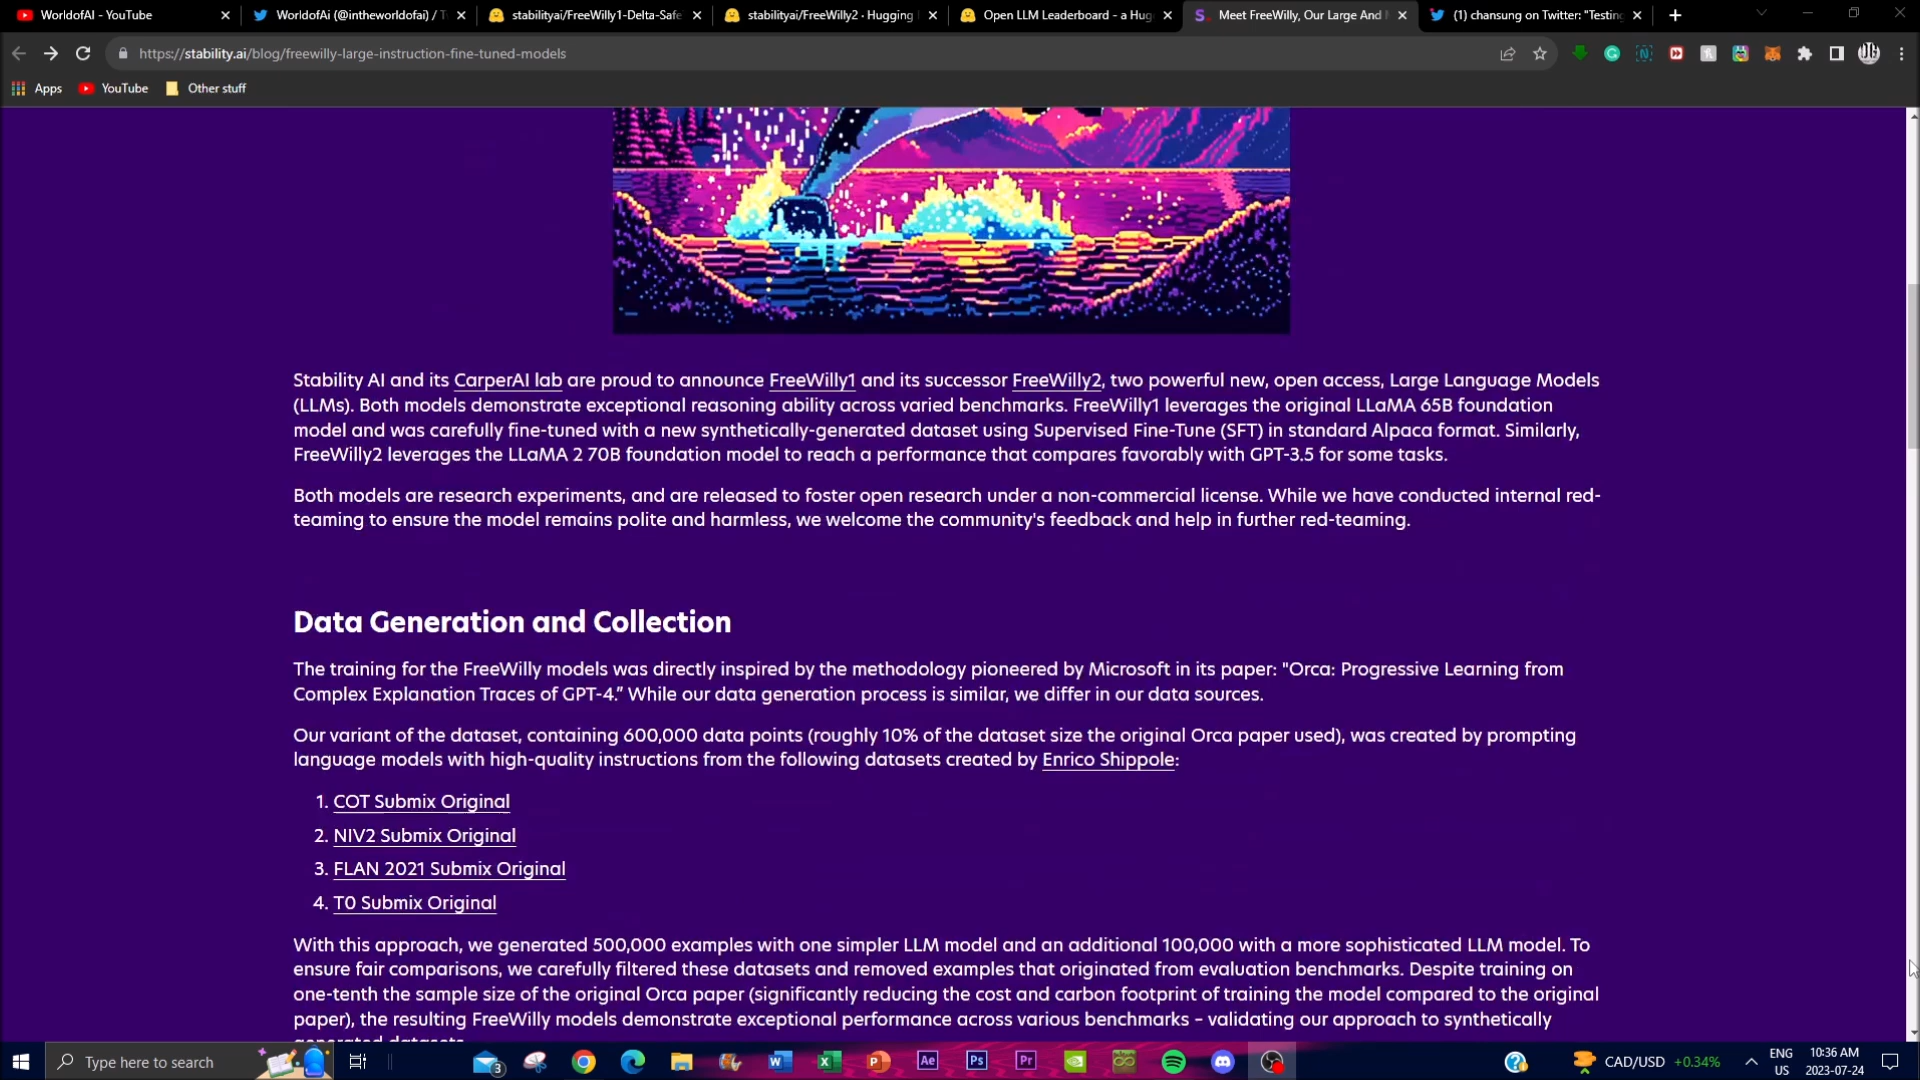 WorldofAI - YouTube
WorldofAi (@intheworldofai) / T
stabilityai/FreeWilly1-Delta-Safe
stabilityai/FreeWilly2 · Hugging
Open LLM Leaderboard - a Hug
Meet FreeWilly, Our Large And
(1) chansung on Twitter: "Testing
https://stability.ai/blog/freewilly-large-instruction-fine-tuned-models
Apps
YouTube
Other stuff
Stability AI and its CarperAI lab are proud to announce FreeWilly1 and its successor FreeWilly2, two powerful new, open access, Large Language Models
(LLMs). Both models demonstrate exceptional reasoning ability across varied benchmarks. FreeWilly1 leverages the original LLaMA 65B foundation
model and was carefully fine-tuned with a new synthetically-generated dataset using Supervised Fine-Tune (SFT) in standard Alpaca format. Similarly,
FreeWilly2 leverages the LLaMA 2 70B foundation model to reach a performance that compares favorably with GPT-3.5 for some tasks.
Both models are research experiments, and are released to foster open research under a non-commercial license. While we have conducted internal red-
teaming to ensure the model remains polite and harmless, we welcome the community's feedback and help in further red-teaming.
Data Generation and Collection
The training for the FreeWilly models was directly inspired by the methodology pioneered by Microsoft in its paper: "Orca: Progressive Learning from
Complex Explanation Traces of GPT-4.” While our data generation process is similar, we differ in our data sources.
Our variant of the dataset, containing 600,000 data points (roughly 10% of the dataset size the original Orca paper used), was created by prompting
language models with high-quality instructions from the following datasets created by Enrico Shippole:
1. COT Submix Original
2. NIV2 Submix Original
3. FLAN 2021 Submix Original
4. T0 Submix Original
With this approach, we generated 500,000 examples with one simpler LLM model and an additional 100,000 with a more sophisticated LLM model. To
ensure fair comparisons, we carefully filtered these datasets and removed examples that originated from evaluation benchmarks. Despite training on
one-tenth the sample size of the original Orca paper (significantly reducing the cost and carbon footprint of training the model compared to the original
paper), the resulting FreeWilly models demonstrate exceptional performance across various benchmarks – validating our approach to synthetically
generated datasets.
Type here to search
3
Ae
Ps
Pr
CAD/USD +0.34%
ENG
US
10:36 AM
2023-07-24